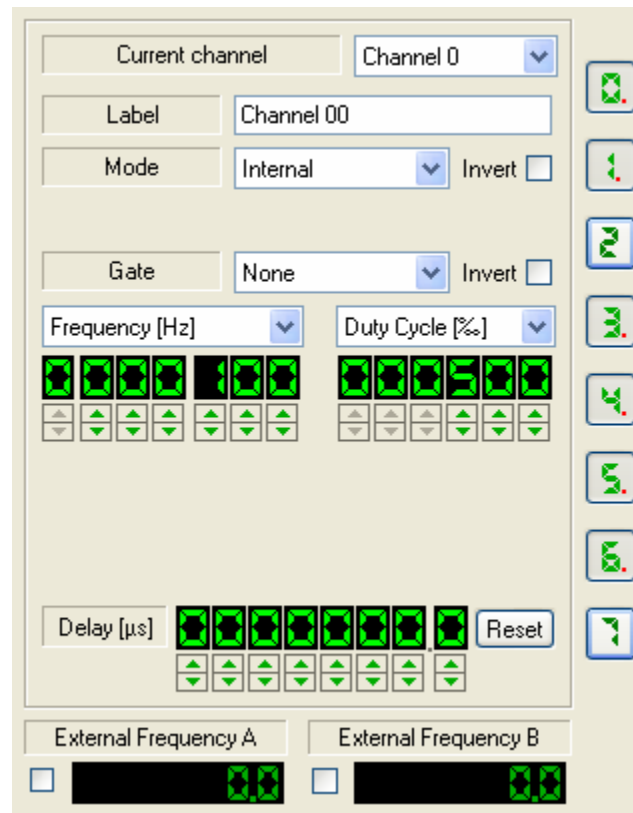 Current channel Channel 0
0.
Label Channel 00
Mode Internal Invert
1.
2
Gate None Invert
Frequency [Hz] Duty Cycle [‰]
3.
0000 100 000500
4.
5.
6.
Delay [µs] 0000000.0 Reset
7
External Frequency A External Frequency B
0.0 0.0